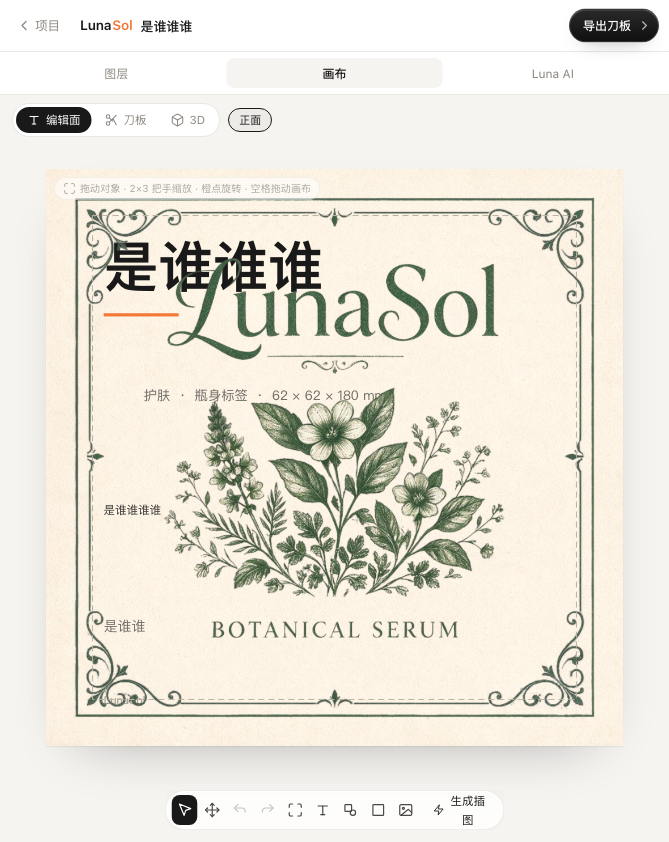 项目 LunaSol 是谁谁谁 导出刀板
图层 画布 Luna AI
编辑面 刀板 3D 正面
拖动对象 · 2×3 把手缩放 · 橙点旋转 · 空格拖动画布
是谁谁谁
LunaSol
护肤 · 瓶身标签 · 62 × 62 × 180 mm
是谁谁谁谁
是谁谁
BOTANICAL SERUM
生成插
图